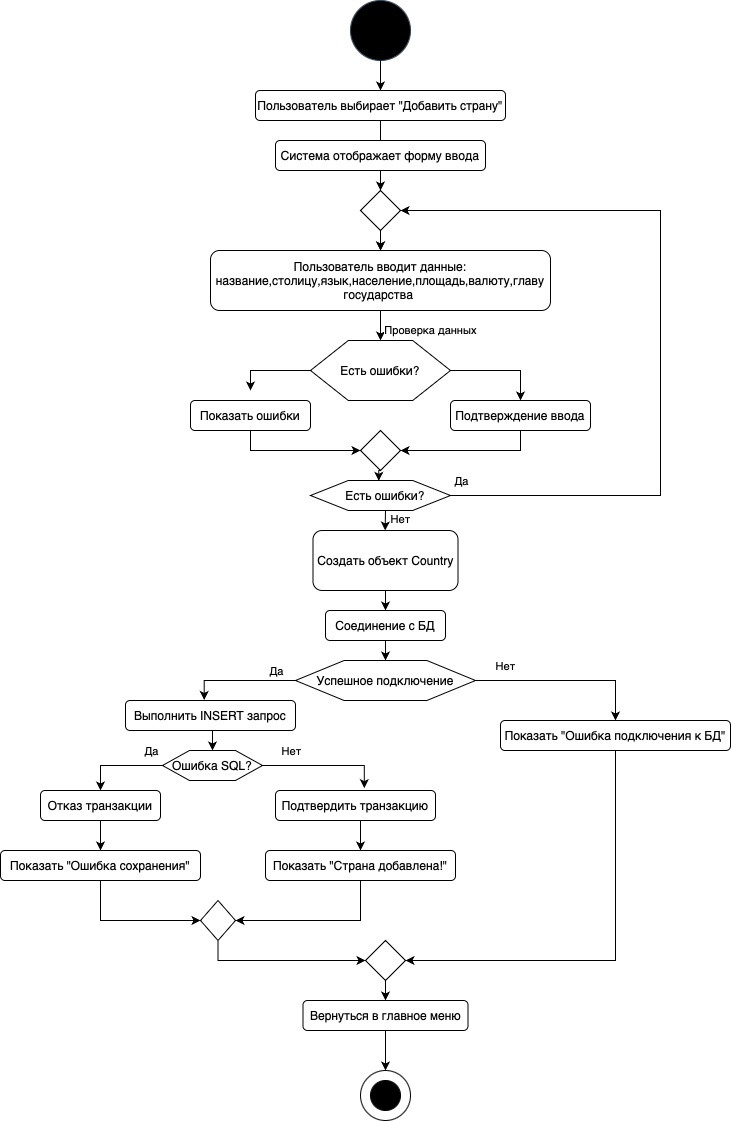 Пользователь выбирает "Добавить страну"
Система отображает форму ввода
Пользователь вводит данные:
название,столицу,язык,население,площадь,валюту,главу
государства
Проверка данных
Есть ошибки?
Показать ошибки
Подтверждение ввода
Да
Есть ошибки?
Нет
Создать объект Country
Соединение с БД
Да
Успешное подключение
Нет
Выполнить INSERT запрос
Показать "Ошибка подключения к БД"
Да
Ошибка SQL?
Нет
Отказ транзакции
Подтвердить транзакцию
Показать "Ошибка сохранения"
Показать "Страна добавлена!"
Вернуться в главное меню